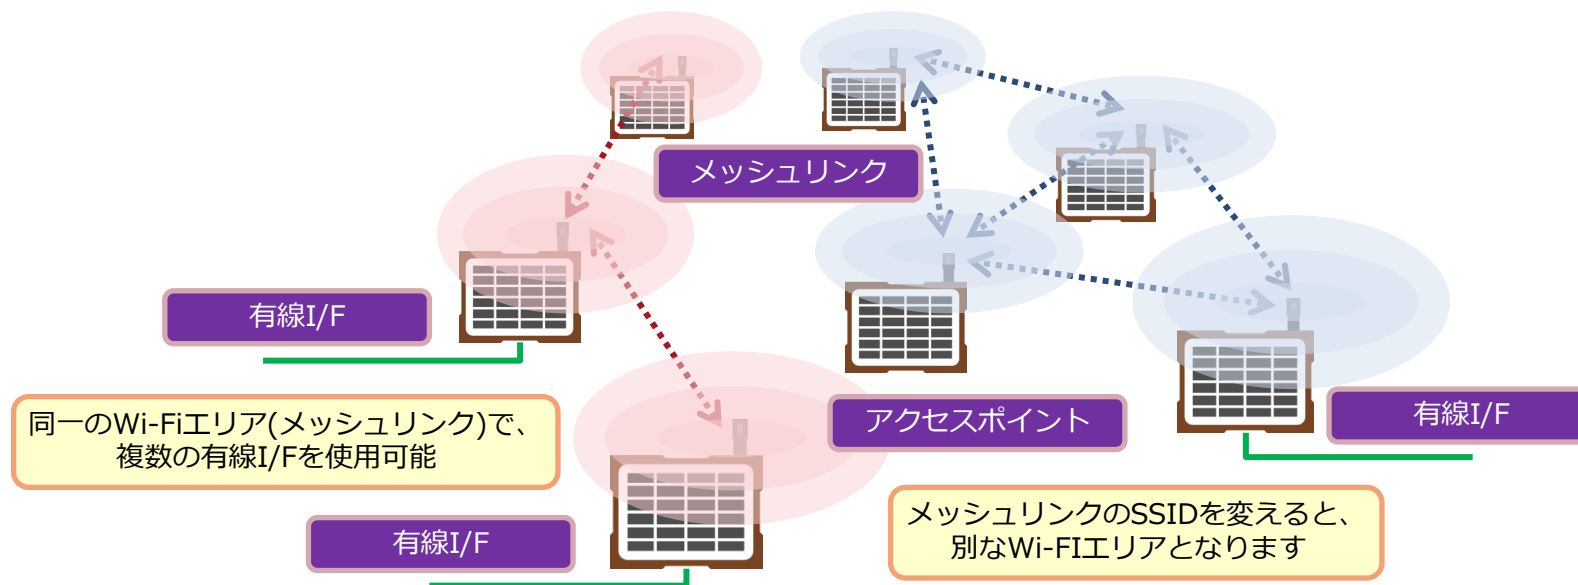 メッシュリンク
有線I/F
同一のWi-Fiエリア(メッシュリンク)で、
複数の有線I/Fを使用可能
有線I/F
アクセスポイント
有線I/F
メッシュリンクのSSIDを変えると、
別なWi-FIエリアとなります